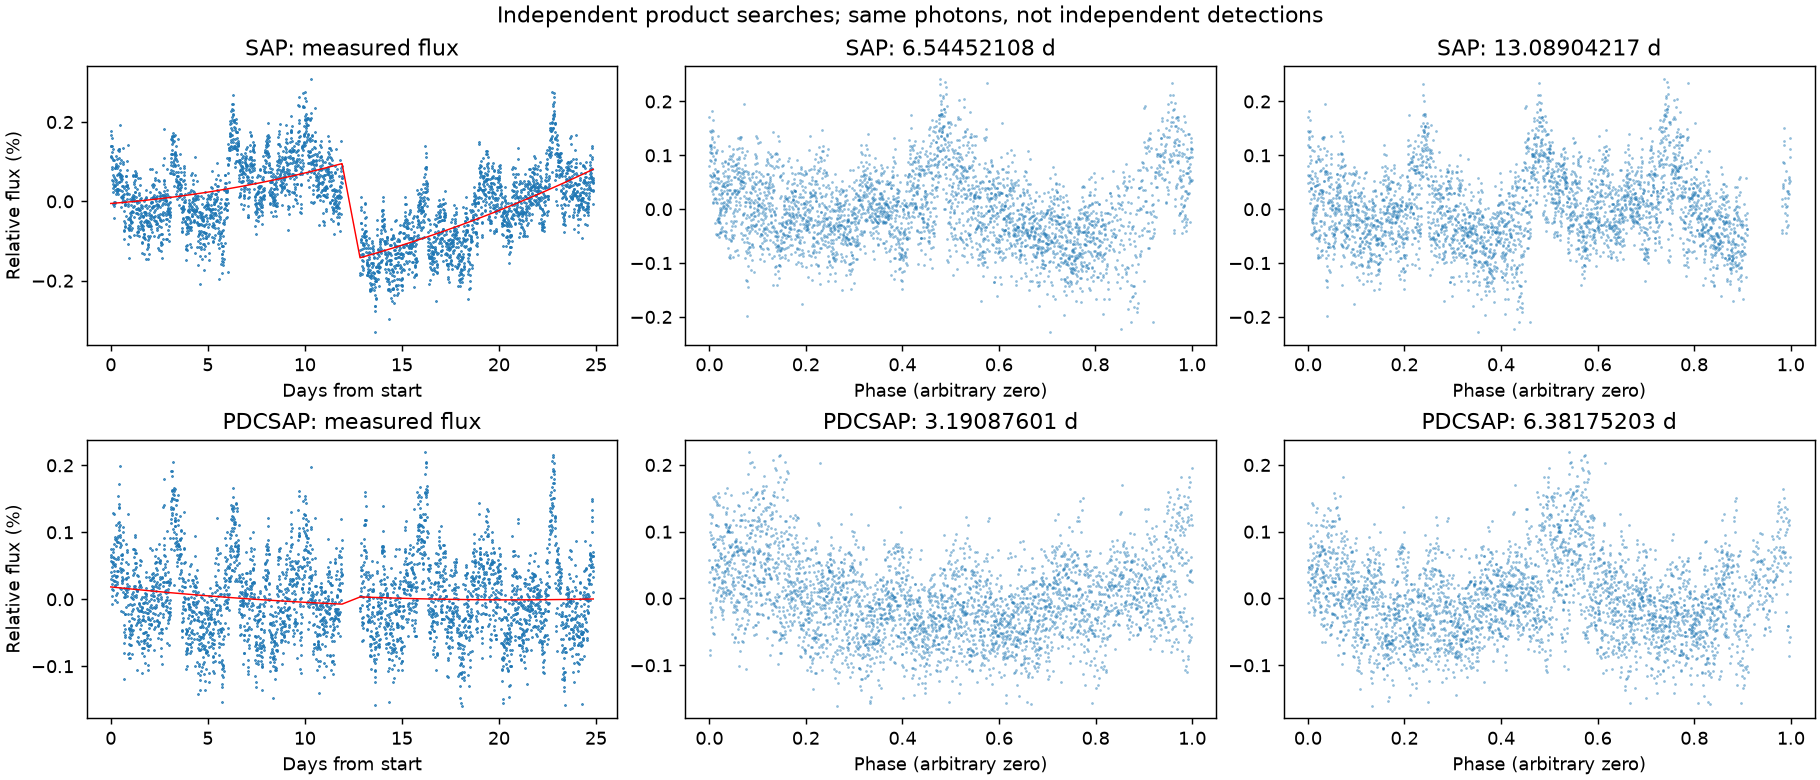 Independent product searches; same photons, not independent detections
SAP: measured flux
SAP: 6.54452108 d
SAP: 13.08904217 d
Relative flux (%)
0.2
0.0
−0.2
0 5 10 15 20 25
Days from start
0.2
0.1
0.0
−0.1
−0.2
0.0 0.2 0.4 0.6 0.8 1.0
Phase (arbitrary zero)
0.2
0.1
0.0
−0.1
−0.2
0.0 0.2 0.4 0.6 0.8 1.0
Phase (arbitrary zero)
PDCSAP: measured flux
PDCSAP: 3.19087601 d
PDCSAP: 6.38175203 d
Relative flux (%)
0.2
0.1
0.0
−0.1
0 5 10 15 20 25
Days from start
0.2
0.1
0.0
−0.1
0.0 0.2 0.4 0.6 0.8 1.0
Phase (arbitrary zero)
0.2
0.1
0.0
−0.1
0.0 0.2 0.4 0.6 0.8 1.0
Phase (arbitrary zero)